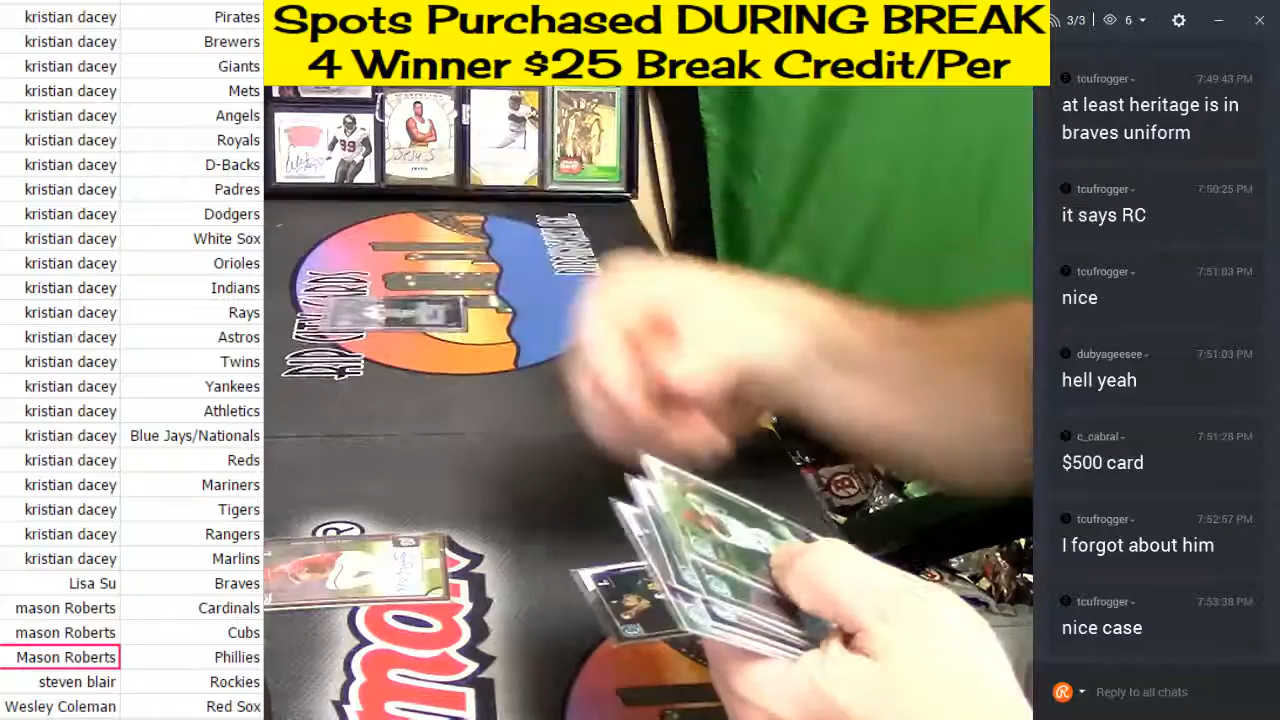 Spots Purchased DURING BREAK
4 Winner $25 Break Credit/Per
kristian dacey Pirates
kristian dacey Brewers
kristian dacey Giants
kristian dacey Mets
kristian dacey Angels
kristian dacey Royals
kristian dacey D-Backs
kristian dacey Padres
kristian dacey Dodgers
kristian dacey White Sox
kristian dacey Orioles
kristian dacey Indians
kristian dacey Rays
kristian dacey Astros
kristian dacey Twins
kristian dacey Yankees
kristian dacey Athletics
kristian dacey Blue Jays/Nationals
kristian dacey Reds
kristian dacey Mariners
kristian dacey Tigers
kristian dacey Rangers
kristian dacey Marlins
Lisa Su Braves
mason Roberts Cardinals
mason Roberts Cubs
Mason Roberts Phillies
steven blair Rockies
Wesley Coleman Red Sox
RIP CITY CARDS
3/3 6
tcufrogger 7:49:43 PM
at least heritage is in
braves uniform
tcufrogger 7:50:25 PM
it says RC
tcufrogger 7:51:03 PM
nice
dubyageesee 7:51:03 PM
hell yeah
c_cabral 7:51:28 PM
$500 card
tcufrogger 7:52:57 PM
I forgot about him
tcufrogger 7:53:38 PM
nice case
Reply to all chats